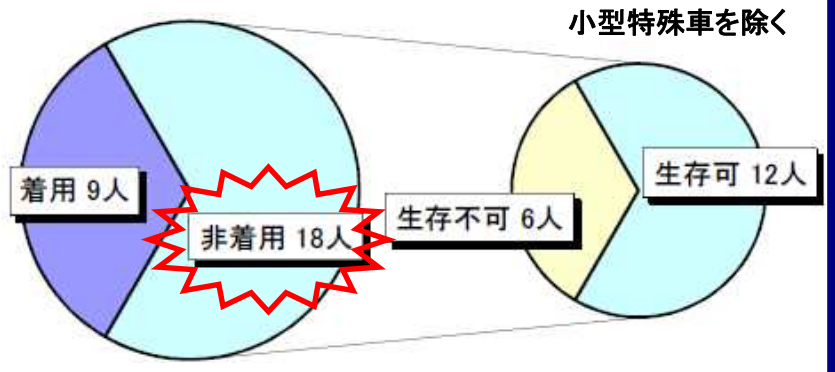 小型特殊車を除く
着用 9人
非着用 18人
生存不可 6人
生存可 12人